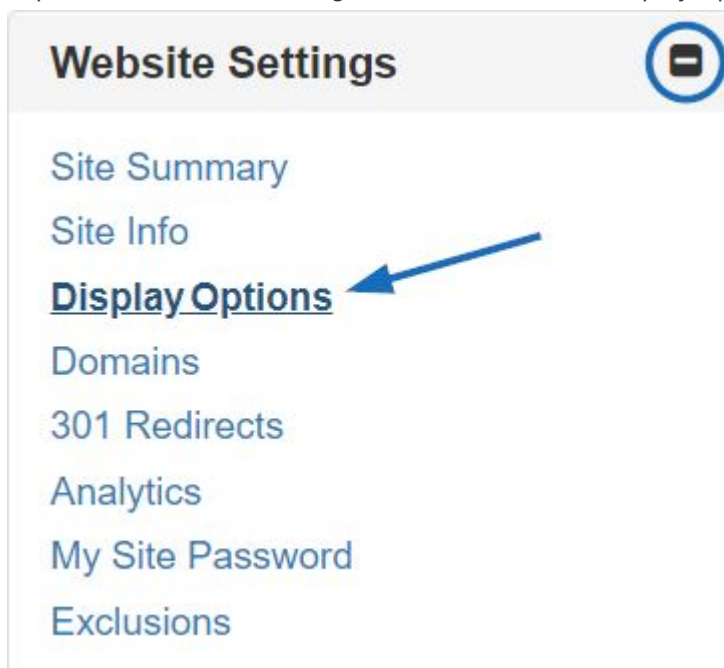 Website Settings
Site Summary
Site Info
Display Options
Domains
301 Redirects
Analytics
My Site Password
Exclusions